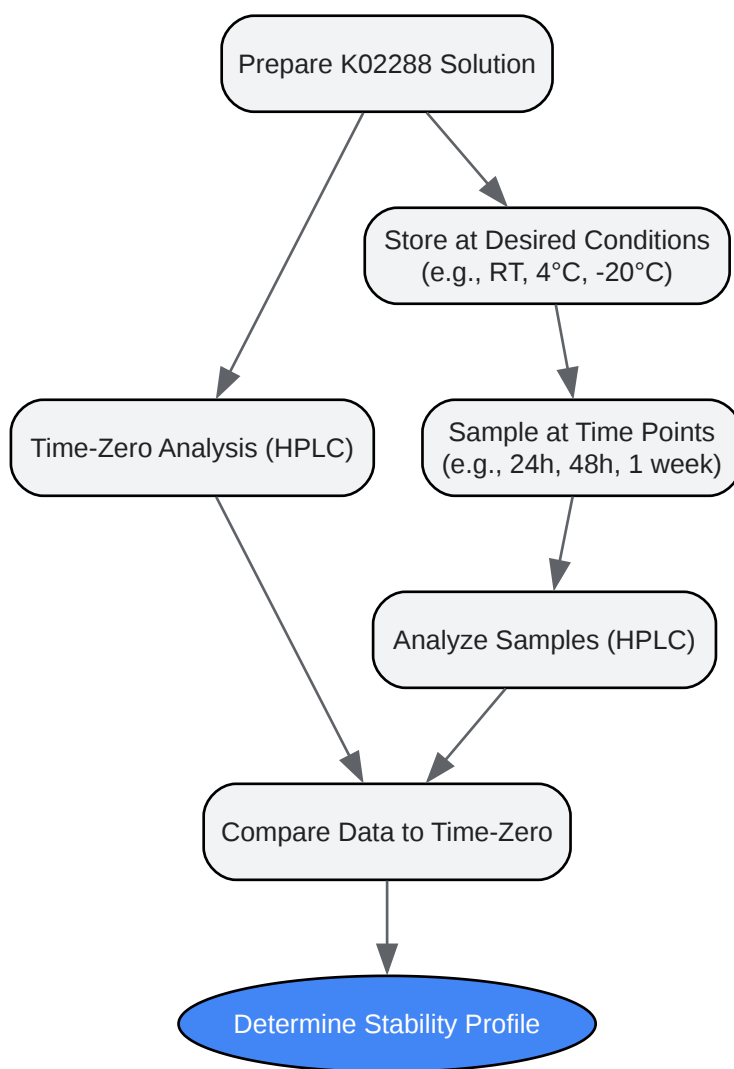 Prepare K02288 Solution
Store at Desired Conditions
(e.g., RT, 4°C, -20°C)
Time-Zero Analysis (HPLC)
Sample at Time Points
(e.g., 24h, 48h, 1 week)
Analyze Samples (HPLC)
Compare Data to Time-Zero
Determine Stability Profile